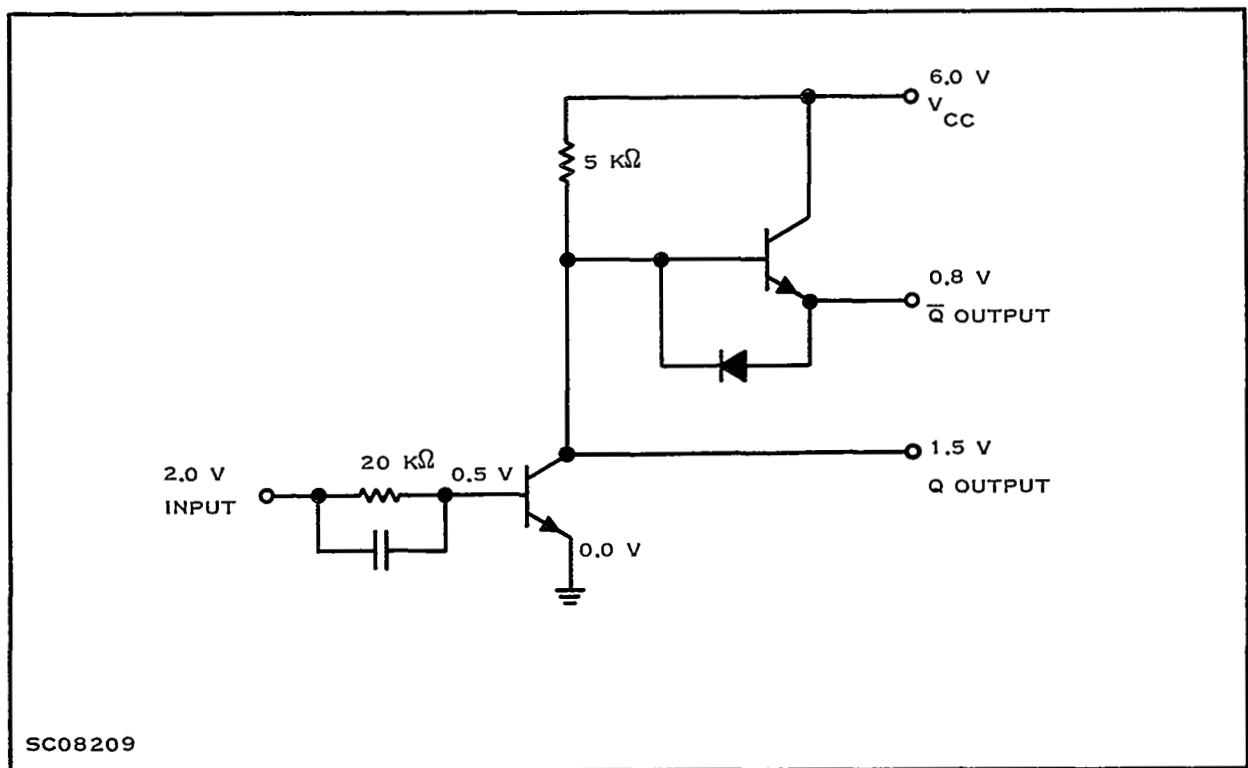 6.0 V
V
CC
5 KΩ
0.8 V
Q̅ OUTPUT
1.5 V
Q OUTPUT
20 KΩ
0.5 V
2.0 V
INPUT
0.0 V
SC08209